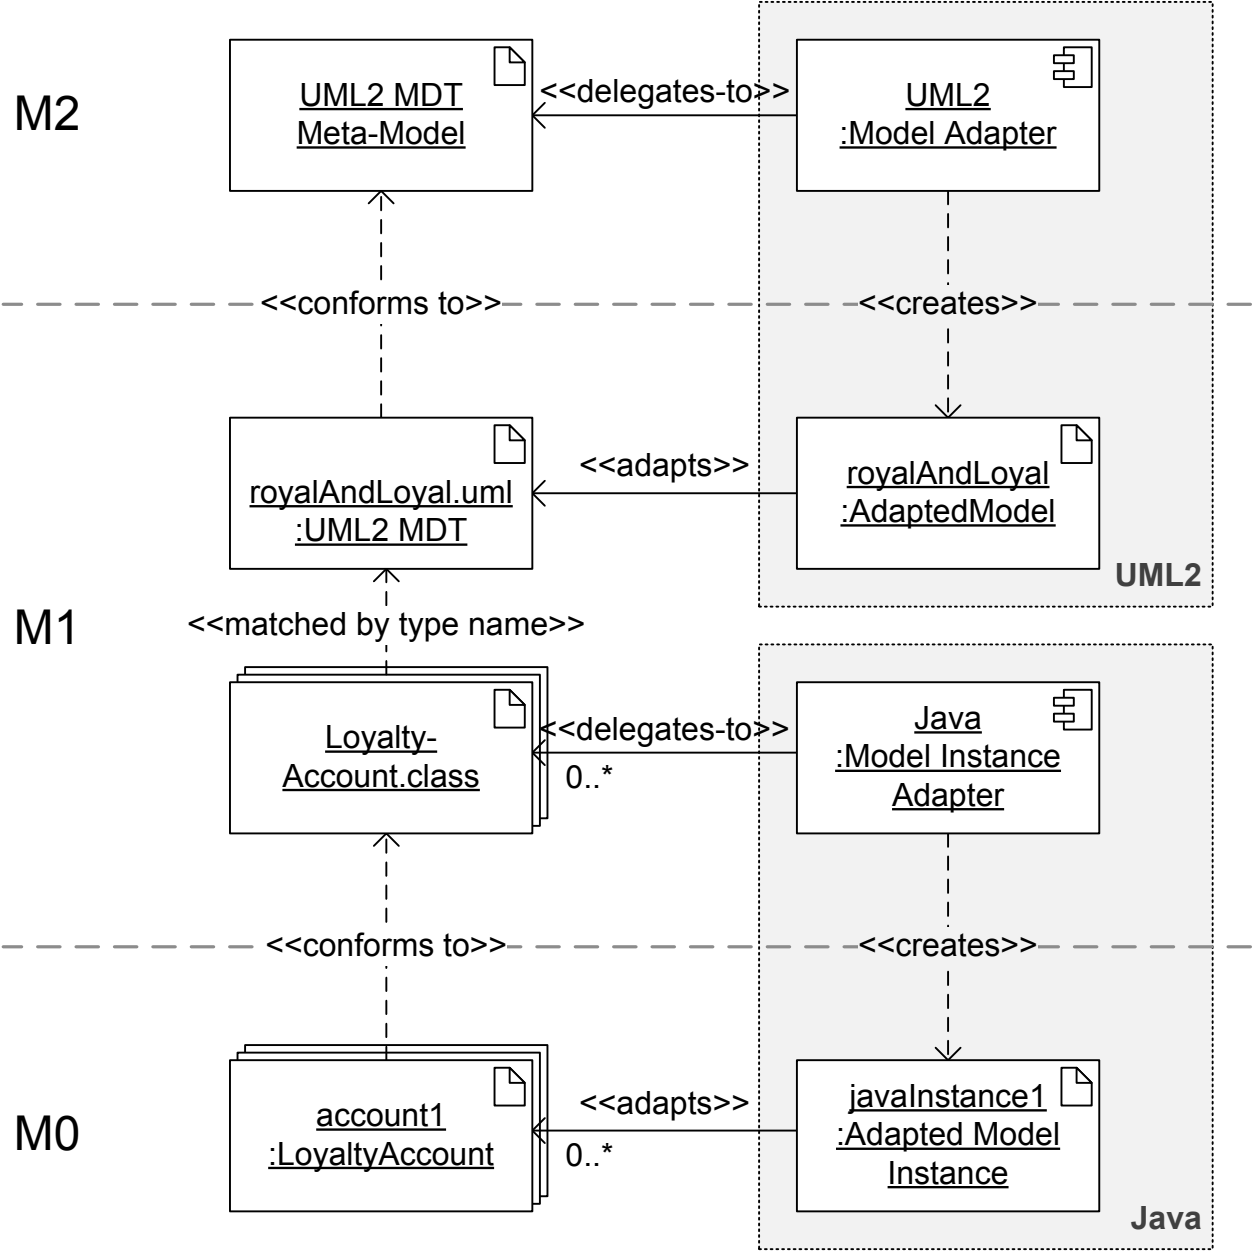 M2
UML2 MDT
Meta-Model
<<delegates-to>>
UML2
:Model Adapter
<<conforms to>>
<<creates>>
royalAndLoyal.uml
:UML2 MDT
<<adapts>>
royalAndLoyal
:AdaptedModel
UML2
M1
<<matched by type name>>
Loyalty-
Account.class
<<delegates-to>>
0..*
Java
:Model Instance
Adapter
<<conforms to>>
<<creates>>
M0
account1
:LoyaltyAccount
<<adapts>>
0..*
javaInstance1
:Adapted Model
Instance
Java